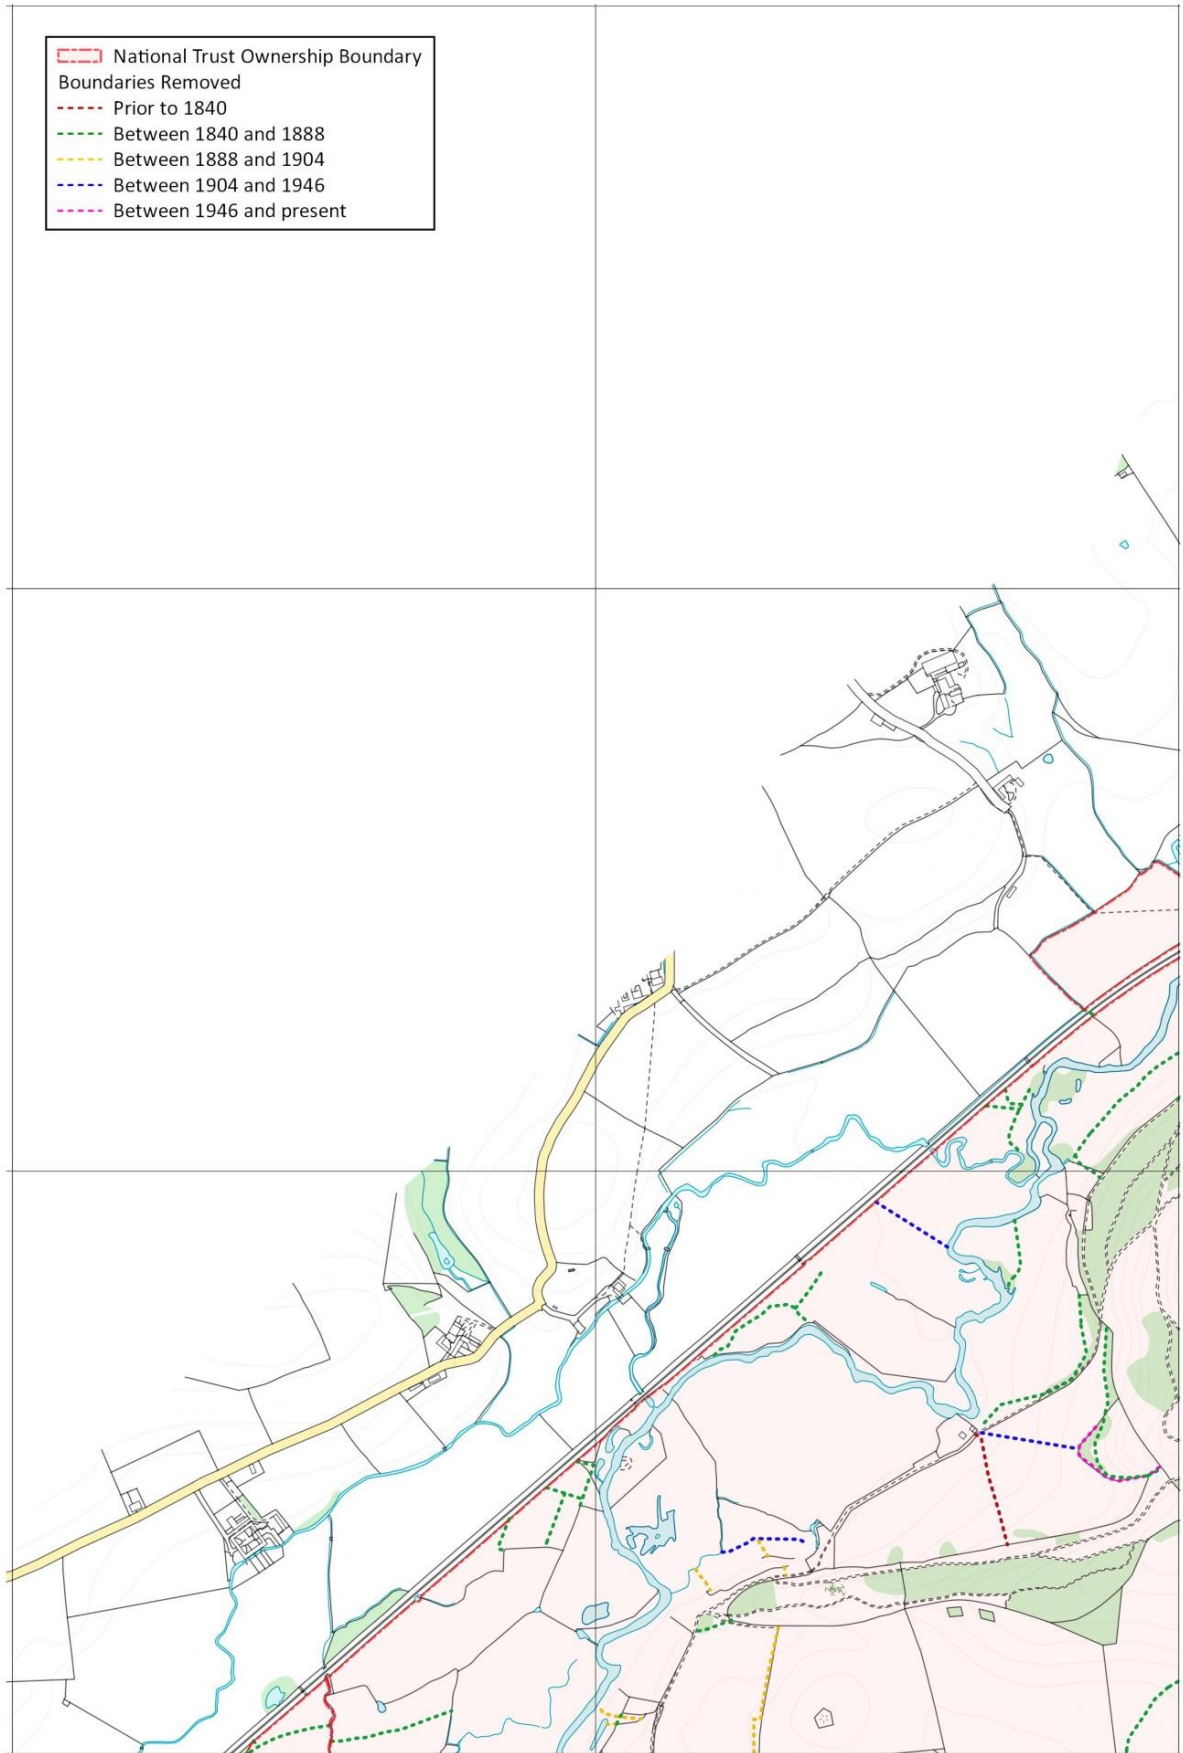 National Trust Ownership Boundary
Boundaries Removed
Prior to 1840
Between 1840 and 1888
Between 1888 and 1904
Between 1904 and 1946
Between 1946 and present